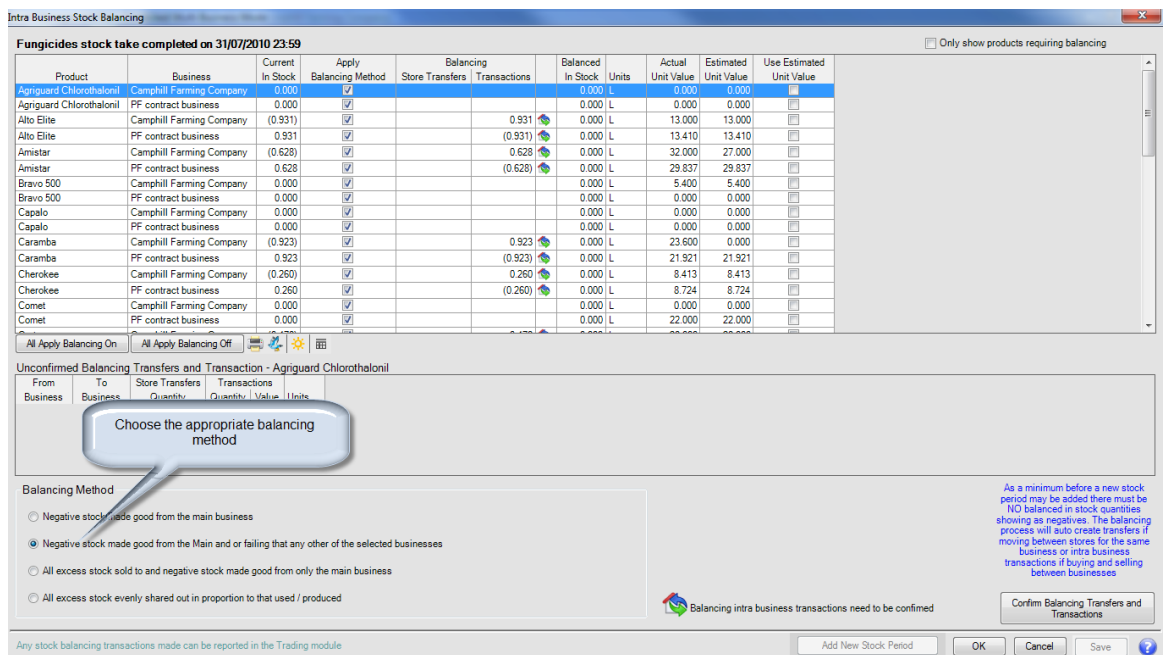 Intra Business Stock Balancing
Fungicides stock take completed on 31/07/2010 23:59
Only show products requiring balancing
Current Apply Balancing Balanced Actual Estimated Use Estimated
Product Business In Stock Balancing Method Store Transfers Transactions In Stock Units Unit Value Unit Value Unit Value
Agriguard Chlorothalonil Camphill Farming Company 0.000 0.000 L 0.000 0.000
Agriguard Chlorothalonil PF contract business 0.000 0.000 L 0.000 0.000
Alto Elite Camphill Farming Company (0.931) 0.931 0.000 L 13.000 13.000
Alto Elite PF contract business 0.931 (0.931) 0.000 L 13.410 13.410
Amistar Camphill Farming Company (0.628) 0.628 0.000 L 32.000 27.000
Amistar PF contract business 0.628 (0.628) 0.000 L 29.837 29.837
Bravo 500 Camphill Farming Company 0.000 0.000 L 5.400 5.400
Bravo 500 PF contract business 0.000 0.000 L 0.000 0.000
Capalo Camphill Farming Company 0.000 0.000 L 0.000 0.000
Capalo PF contract business 0.000 0.000 L 0.000 0.000
Caramba Camphill Farming Company (0.923) 0.923 0.000 L 23.600 0.000
Caramba PF contract business 0.923 (0.923) 0.000 L 21.921 21.921
Cherokee Camphill Farming Company (0.260) 0.260 0.000 L 8.413 8.413
Cherokee PF contract business 0.260 (0.260) 0.000 L 8.724 8.724
Comet Camphill Farming Company 0.000 0.000 L 0.000 0.000
Comet PF contract business 0.000 0.000 L 22.000 22.000
All Apply Balancing On All Apply Balancing Off
Unconfirmed Balancing Transfers and Transaction - Agriguard Chlorothalonil
From To Store Transfers Transactions
Business Business Quantity Quantity Value Units
Choose the appropriate balancing
method
Balancing Method
Negative stock made good from the main business
Negative stock made good from the Main and or failing that any other of the selected businesses
All excess stock sold to and negative stock made good from only the main business
All excess stock evenly shared out in proportion to that used / produced
As a minimum before a new stock
period may be added there must be
NO balanced in stock quantities
showing as negatives. The balancing
process will auto create transfers if
moving between stores for the same
business or intra business
transactions if buying and selling
between businesses
Balancing intra business transactions need to be confimed
Confirm Balancing Transfers and
Transactions
Any stock balancing transactions made can be reported in the Trading module
Add New Stock Period OK Cancel Save